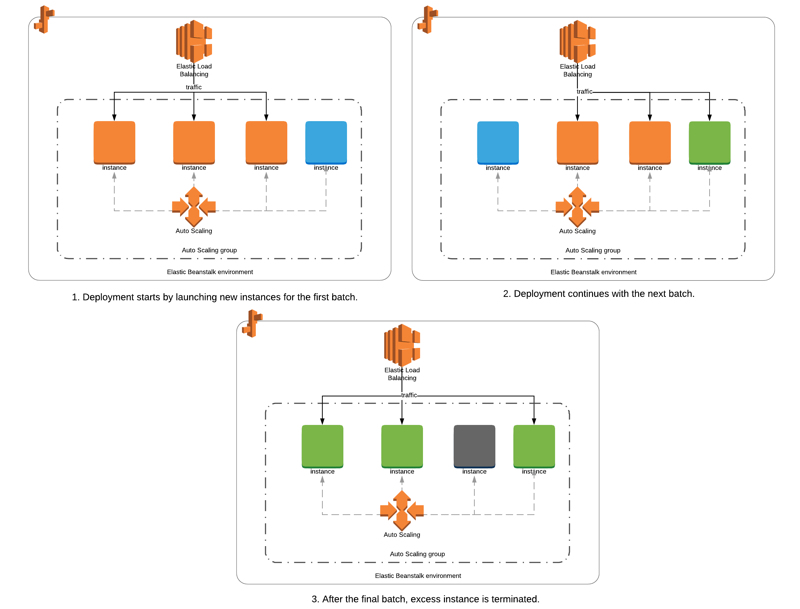 Elastic Load
Balancing
traffic
instance
instance
instance
instance
Auto Scaling
Auto Scaling group
Elastic Beanstalk environment
1. Deployment starts by launching new instances for the first batch.
Elastic Load
Balancing
traffic
instance
instance
instance
instance
Auto Scaling
Auto Scaling group
Elastic Beanstalk environment
2. Deployment continues with the next batch.
Elastic Load
Balancing
traffic
instance
instance
instance
instance
Auto Scaling
Auto Scaling group
Elastic Beanstalk environment
3. After the final batch, excess instance is terminated.